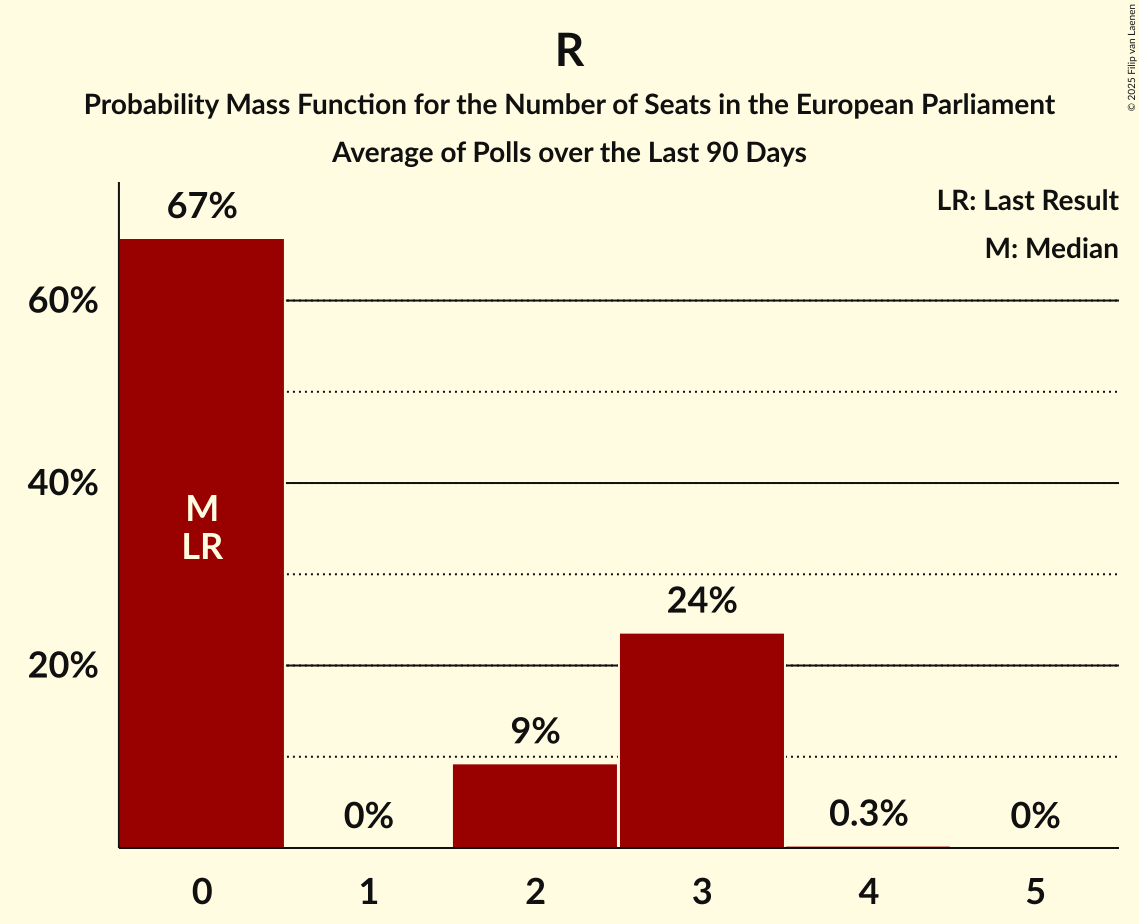 R
Probability Mass Function for the Number of Seats in the European Parliament
Average of Polls over the Last 90 Days
© 2025 Filip van Laenen
LR: Last Result
M: Median
67%
60%
40%
20%
M
LR
0%
9%
24%
0.3%
0%
0 1 2 3 4 5